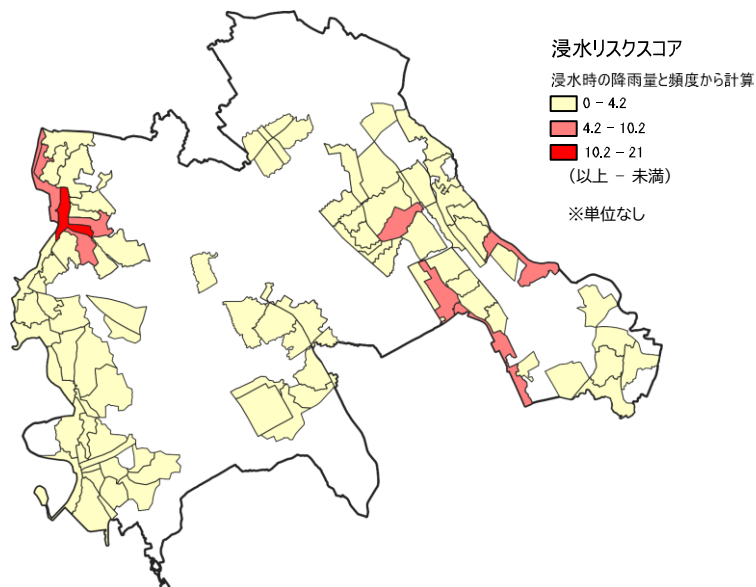 浸水リスクスコア
浸水時の降雨量と頻度から計算
0 – 4.2
4.2 – 10.2
10.2 – 21
(以上 − 未満)
※単位なし